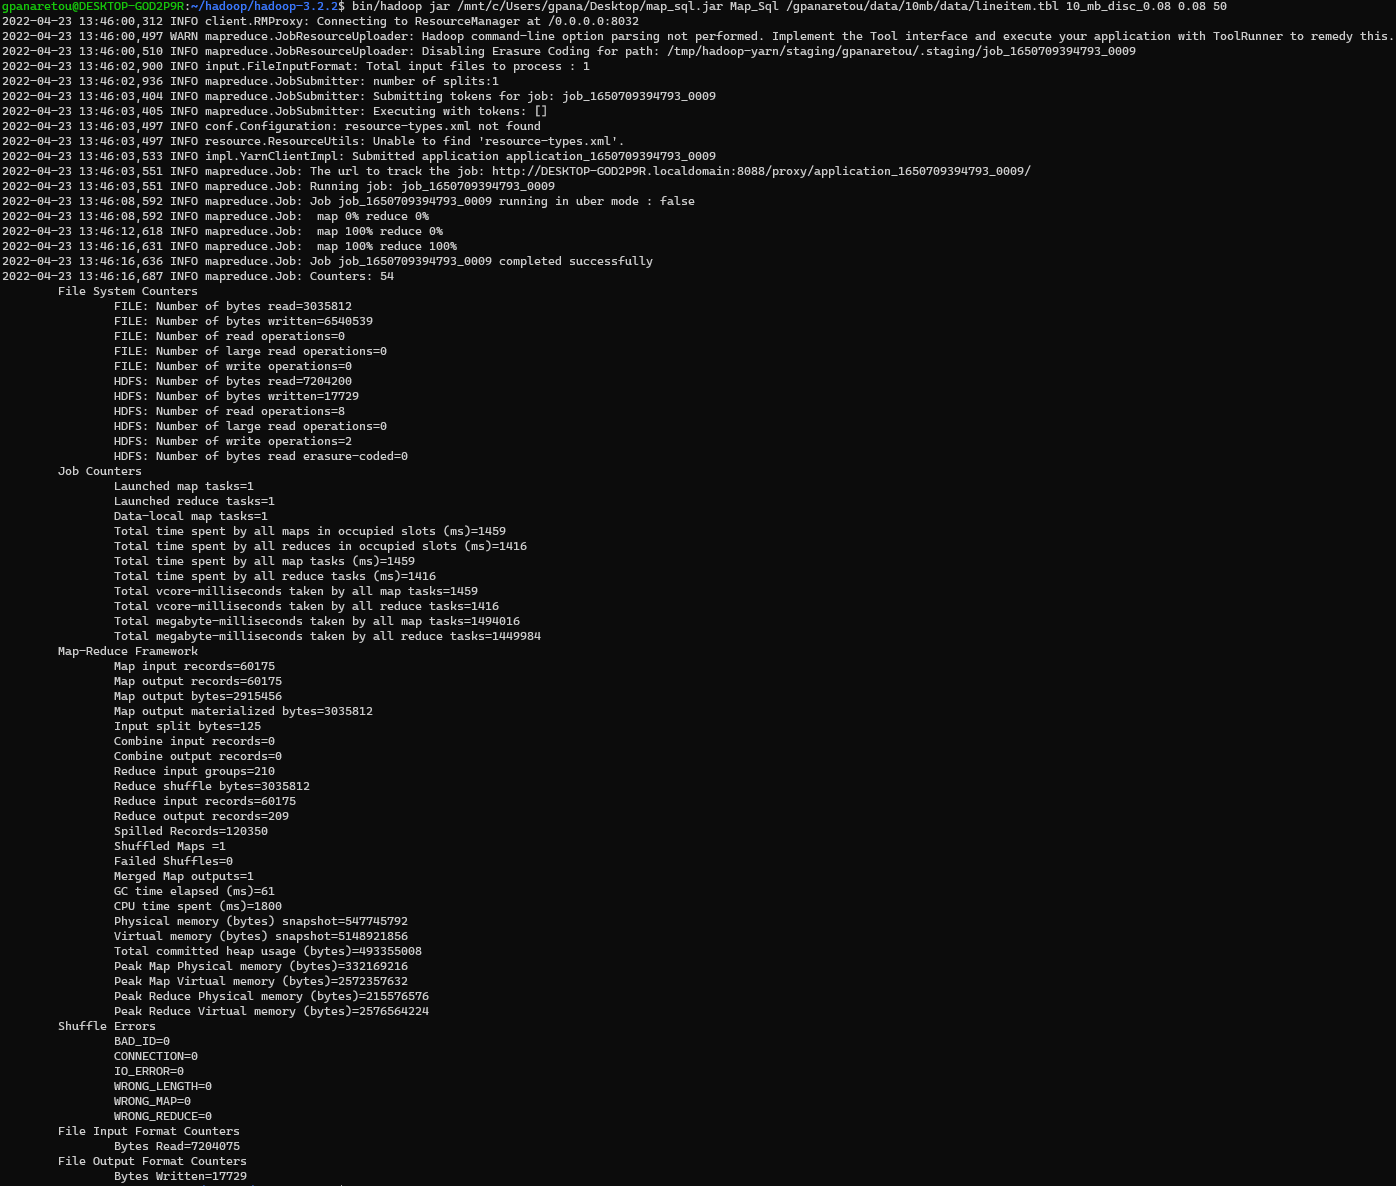 gpanaretou@DESKTOP-GOD2P9R:~/hadoop/hadoop-3.2.2$ bin/hadoop jar /mnt/c/Users/gpana/Desktop/map_sql.jar Map_Sql /gpanaretou/data/10mb/data/lineitem.tbl 10_mb_disc_0.08 0.08 50
2022-04-23 13:46:00,312 INFO client.RMProxy: Connecting to ResourceManager at /0.0.0.0:8032
2022-04-23 13:46:00,497 WARN mapreduce.JobResourceUploader: Hadoop command-line option parsing not performed. Implement the Tool interface and execute your application with ToolRunner to remedy this.
2022-04-23 13:46:00,510 INFO mapreduce.JobResourceUploader: Disabling Erasure Coding for path: /tmp/hadoop-yarn/staging/gpanaretou/.staging/job_1650709394793_0009
2022-04-23 13:46:02,900 INFO input.FileInputFormat: Total input files to process : 1
2022-04-23 13:46:02,936 INFO mapreduce.JobSubmitter: number of splits:1
2022-04-23 13:46:03,404 INFO mapreduce.JobSubmitter: Submitting tokens for job: job_1650709394793_0009
2022-04-23 13:46:03,405 INFO mapreduce.JobSubmitter: Executing with tokens: []
2022-04-23 13:46:03,497 INFO conf.Configuration: resource-types.xml not found
2022-04-23 13:46:03,497 INFO resource.ResourceUtils: Unable to find 'resource-types.xml'.
2022-04-23 13:46:03,533 INFO impl.YarnClientImpl: Submitted application application_1650709394793_0009
2022-04-23 13:46:03,551 INFO mapreduce.Job: The url to track the job: http://DESKTOP-GOD2P9R.localdomain:8088/proxy/application_1650709394793_0009/
2022-04-23 13:46:03,551 INFO mapreduce.Job: Running job: job_1650709394793_0009
2022-04-23 13:46:08,592 INFO mapreduce.Job: Job job_1650709394793_0009 running in uber mode : false
2022-04-23 13:46:08,592 INFO mapreduce.Job:  map 0% reduce 0%
2022-04-23 13:46:12,618 INFO mapreduce.Job:  map 100% reduce 0%
2022-04-23 13:46:16,631 INFO mapreduce.Job:  map 100% reduce 100%
2022-04-23 13:46:16,636 INFO mapreduce.Job: Job job_1650709394793_0009 completed successfully
2022-04-23 13:46:16,687 INFO mapreduce.Job: Counters: 54
File System Counters
FILE: Number of bytes read=3035812
FILE: Number of bytes written=6540539
FILE: Number of read operations=0
FILE: Number of large read operations=0
FILE: Number of write operations=0
HDFS: Number of bytes read=7204200
HDFS: Number of bytes written=17729
HDFS: Number of read operations=8
HDFS: Number of large read operations=0
HDFS: Number of write operations=2
HDFS: Number of bytes read erasure-coded=0
Job Counters
Launched map tasks=1
Launched reduce tasks=1
Data-local map tasks=1
Total time spent by all maps in occupied slots (ms)=1459
Total time spent by all reduces in occupied slots (ms)=1416
Total time spent by all map tasks (ms)=1459
Total time spent by all reduce tasks (ms)=1416
Total vcore-milliseconds taken by all map tasks=1459
Total vcore-milliseconds taken by all reduce tasks=1416
Total megabyte-milliseconds taken by all map tasks=1494016
Total megabyte-milliseconds taken by all reduce tasks=1449984
Map-Reduce Framework
Map input records=60175
Map output records=60175
Map output bytes=2915456
Map output materialized bytes=3035812
Input split bytes=125
Combine input records=0
Combine output records=0
Reduce input groups=210
Reduce shuffle bytes=3035812
Reduce input records=60175
Reduce output records=209
Spilled Records=120350
Shuffled Maps =1
Failed Shuffles=0
Merged Map outputs=1
GC time elapsed (ms)=61
CPU time spent (ms)=1800
Physical memory (bytes) snapshot=547745792
Virtual memory (bytes) snapshot=5148921856
Total committed heap usage (bytes)=493355008
Peak Map Physical memory (bytes)=332169216
Peak Map Virtual memory (bytes)=2572357632
Peak Reduce Physical memory (bytes)=215576576
Peak Reduce Virtual memory (bytes)=2576564224
Shuffle Errors
BAD_ID=0
CONNECTION=0
IO_ERROR=0
WRONG_LENGTH=0
WRONG_MAP=0
WRONG_REDUCE=0
File Input Format Counters
Bytes Read=7204075
File Output Format Counters
Bytes Written=17729